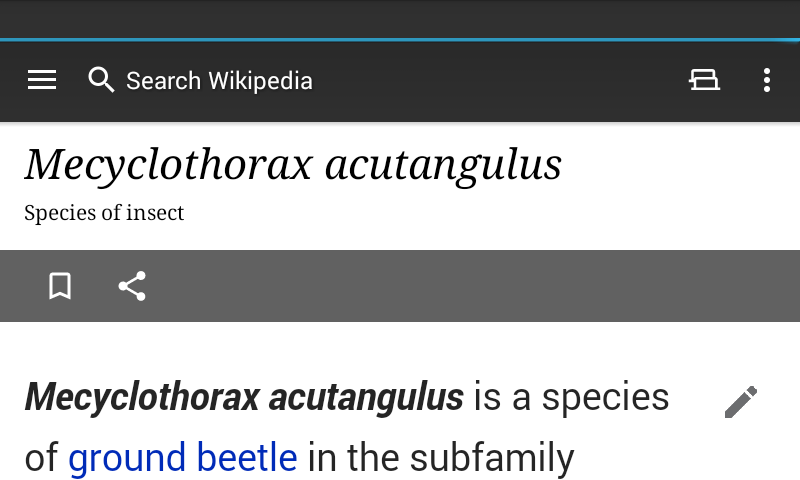 Search Wikipedia
Mecyclothorax acutangulus
Species of insect
Mecyclothorax acutangulus is a species
of ground beetle in the subfamily